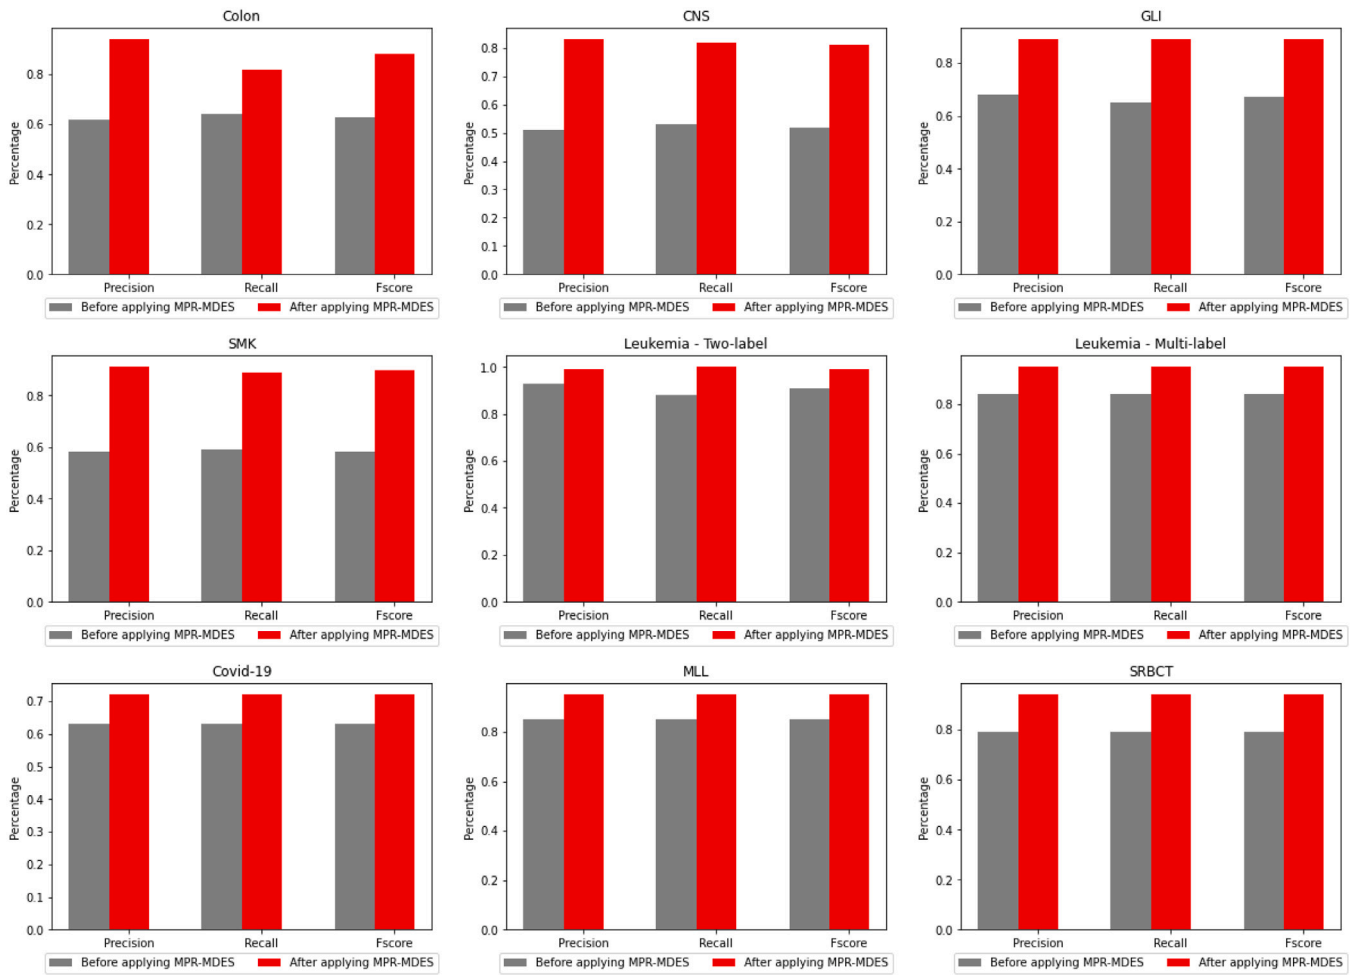 Colon
Percentage
0.8
0.6
0.4
0.2
0.0
Precision Recall Fscore
Before applying MPR-MDES After applying MPR-MDES
CNS
Percentage
0.8
0.7
0.6
0.5
0.4
0.3
0.2
0.1
0.0
Precision Recall Fscore
Before applying MPR-MDES After applying MPR-MDES
GLI
Percentage
0.8
0.6
0.4
0.2
0.0
Precision Recall Fscore
Before applying MPR-MDES After applying MPR-MDES
SMK
Percentage
0.8
0.6
0.4
0.2
0.0
Precision Recall Fscore
Before applying MPR-MDES After applying MPR-MDES
Leukemia - Two-label
Percentage
1.0
0.8
0.6
0.4
0.2
0.0
Precision Recall Fscore
Before applying MPR-MDES After applying MPR-MDES
Leukemia - Multi-label
Percentage
0.8
0.6
0.4
0.2
0.0
Precision Recall Fscore
Before applying MPR-MDES After applying MPR-MDES
Covid-19
Percentage
0.7
0.6
0.5
0.4
0.3
0.2
0.1
0.0
Precision Recall Fscore
Before applying MPR-MDES After applying MPR-MDES
MLL
Percentage
0.8
0.6
0.4
0.2
0.0
Precision Recall Fscore
Before applying MPR-MDES After applying MPR-MDES
SRBCT
Percentage
0.8
0.6
0.4
0.2
0.0
Precision Recall Fscore
Before applying MPR-MDES After applying MPR-MDES